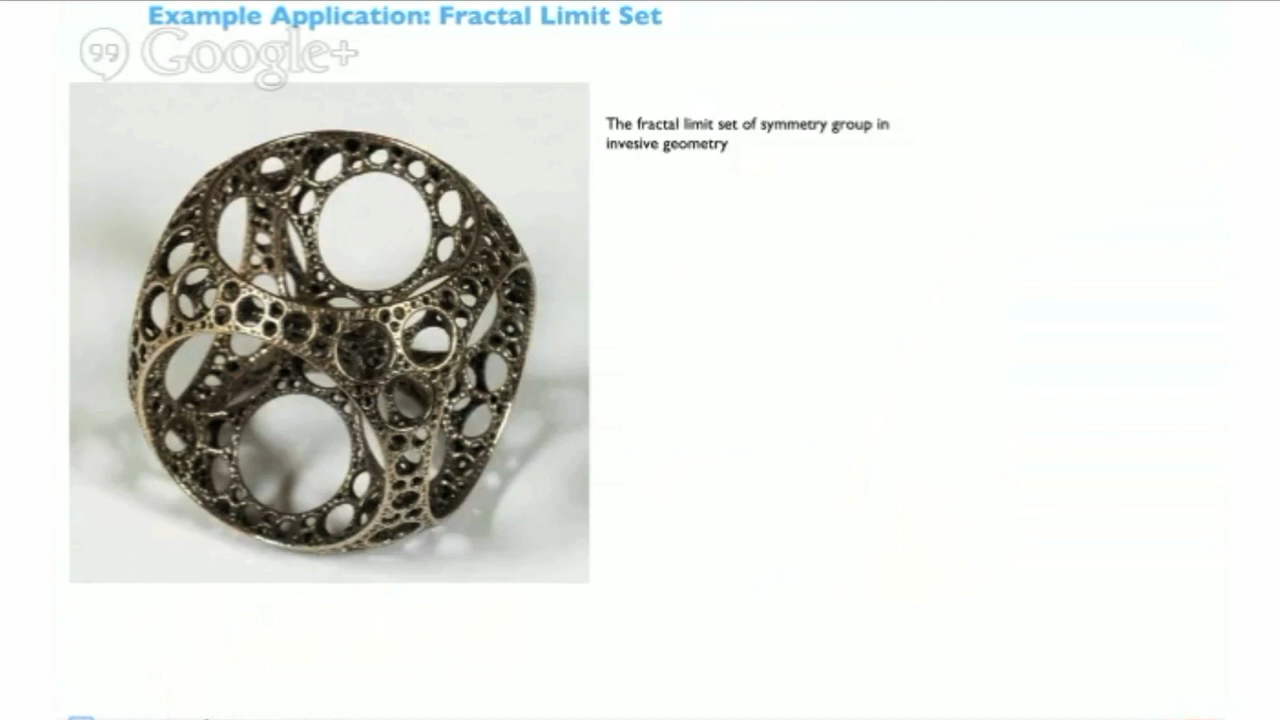 Example Application: Fractal Limit Set
Google+
The fractal limit set of symmetry group in
invesive geometry